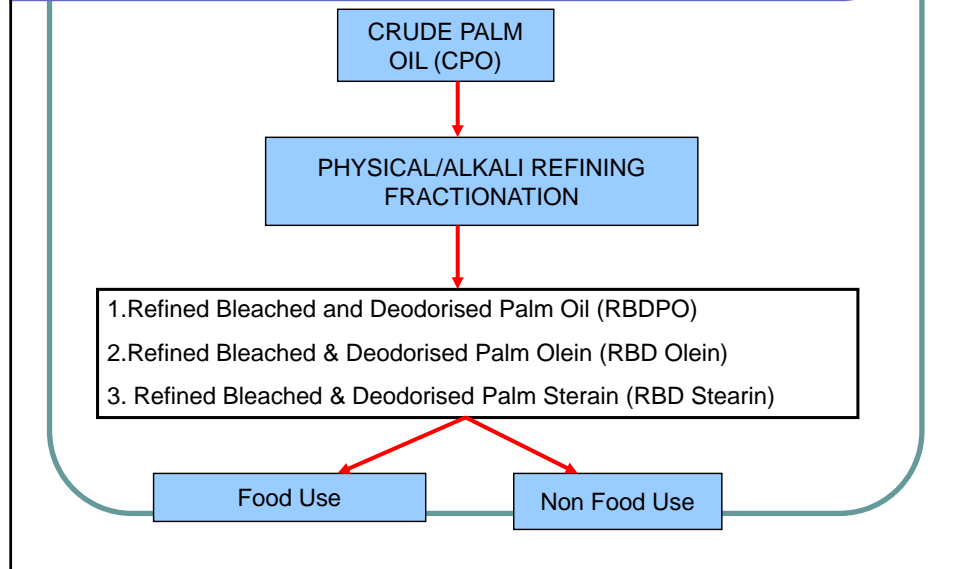 CRUDE PALM
OIL (CPO)
PHYSICAL/ALKALI REFINING
FRACTIONATION
1.Refined Bleached and Deodorised Palm Oil (RBDPO)
2.Refined Bleached & Deodorised Palm Olein (RBD Olein)
3. Refined Bleached & Deodorised Palm Sterain (RBD Stearin)
Food Use
Non Food Use